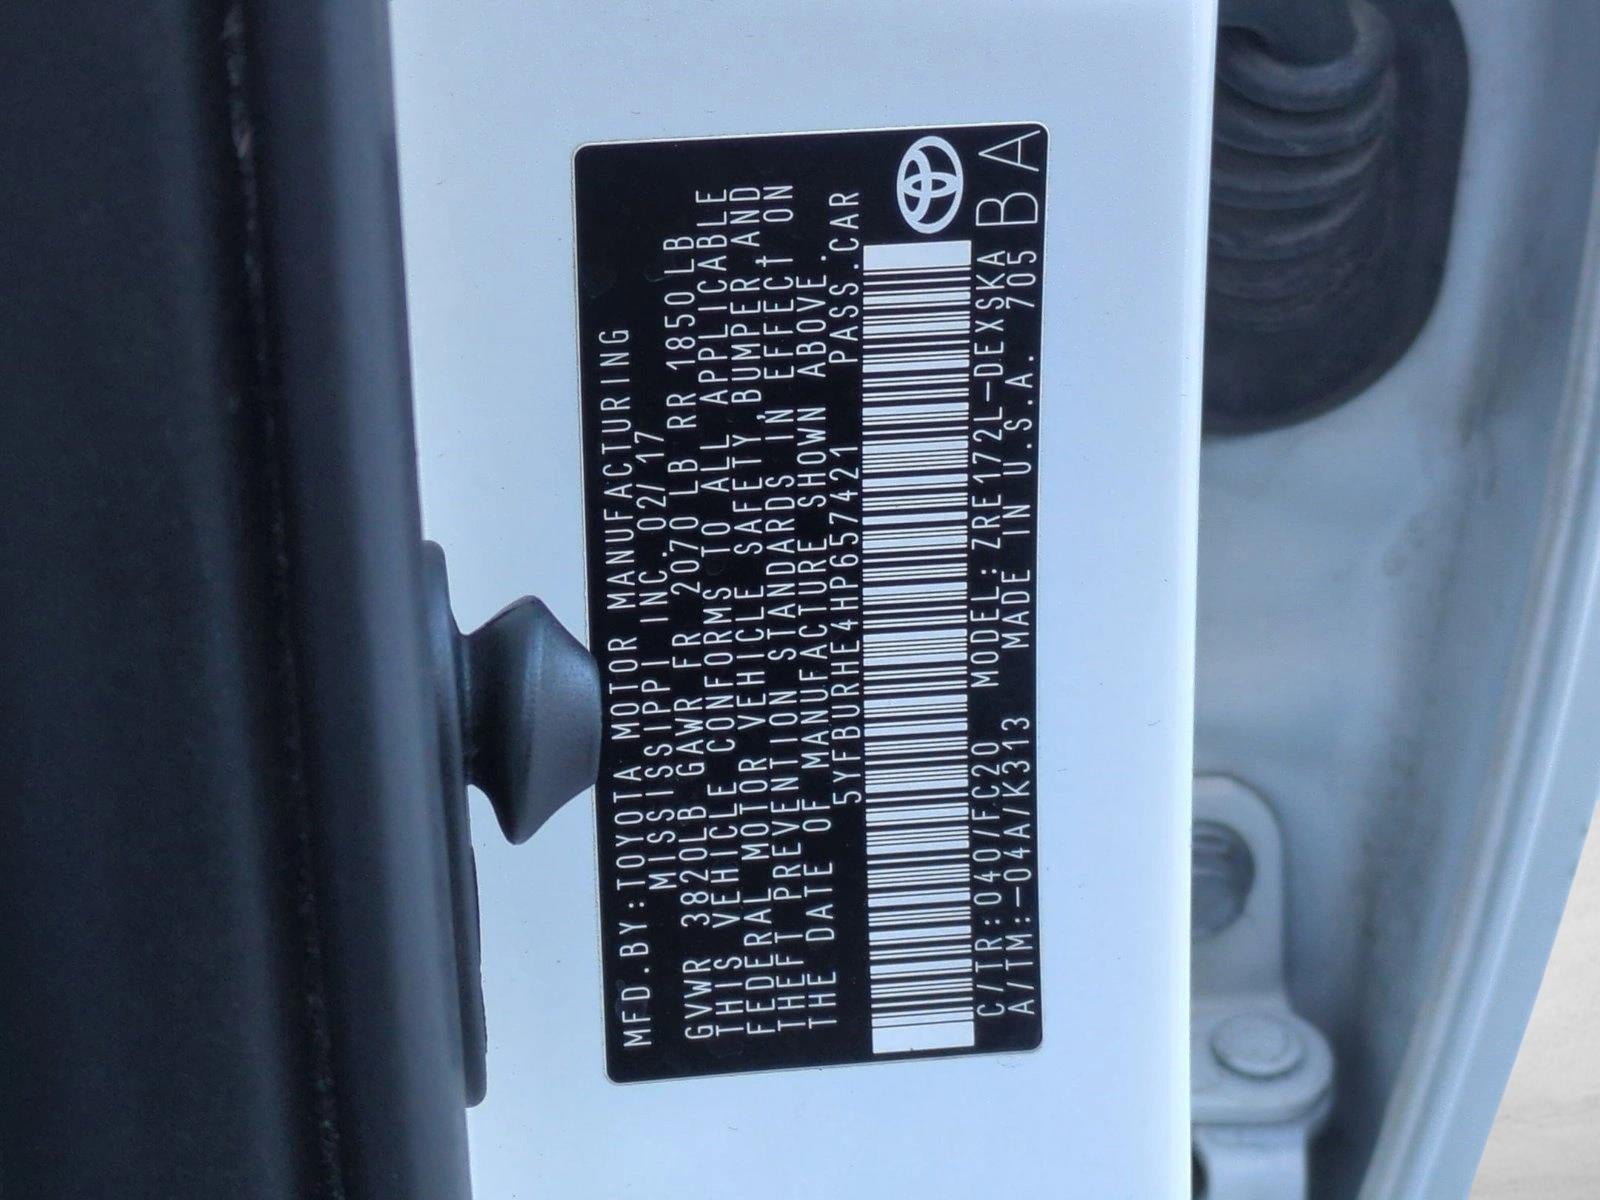 MFD.BY:TOYOTA MOTOR MANUFACTURING
MISSISSIPPI INC. 02/17
GVWR 3820LB GAWR FR 2070 LB RR 1850LB
THIS VEHICLE CONFORMS TO ALL APPLICABLE
FEDERAL MOTOR VEHICLE SAFETY,BUMPER AND
THEFT PREVENTION STANDARDS IN EFFECT ON
THE DATE OF MANUFACTURE SHOWN ABOVE.
5YFBURHE4HP657421 PASS.CAR
C/TR:040/FC20 MODEL:ZRE172L-DEXSKA
A/TM:-04A/K313 MADE IN U.S.A. 705 BA